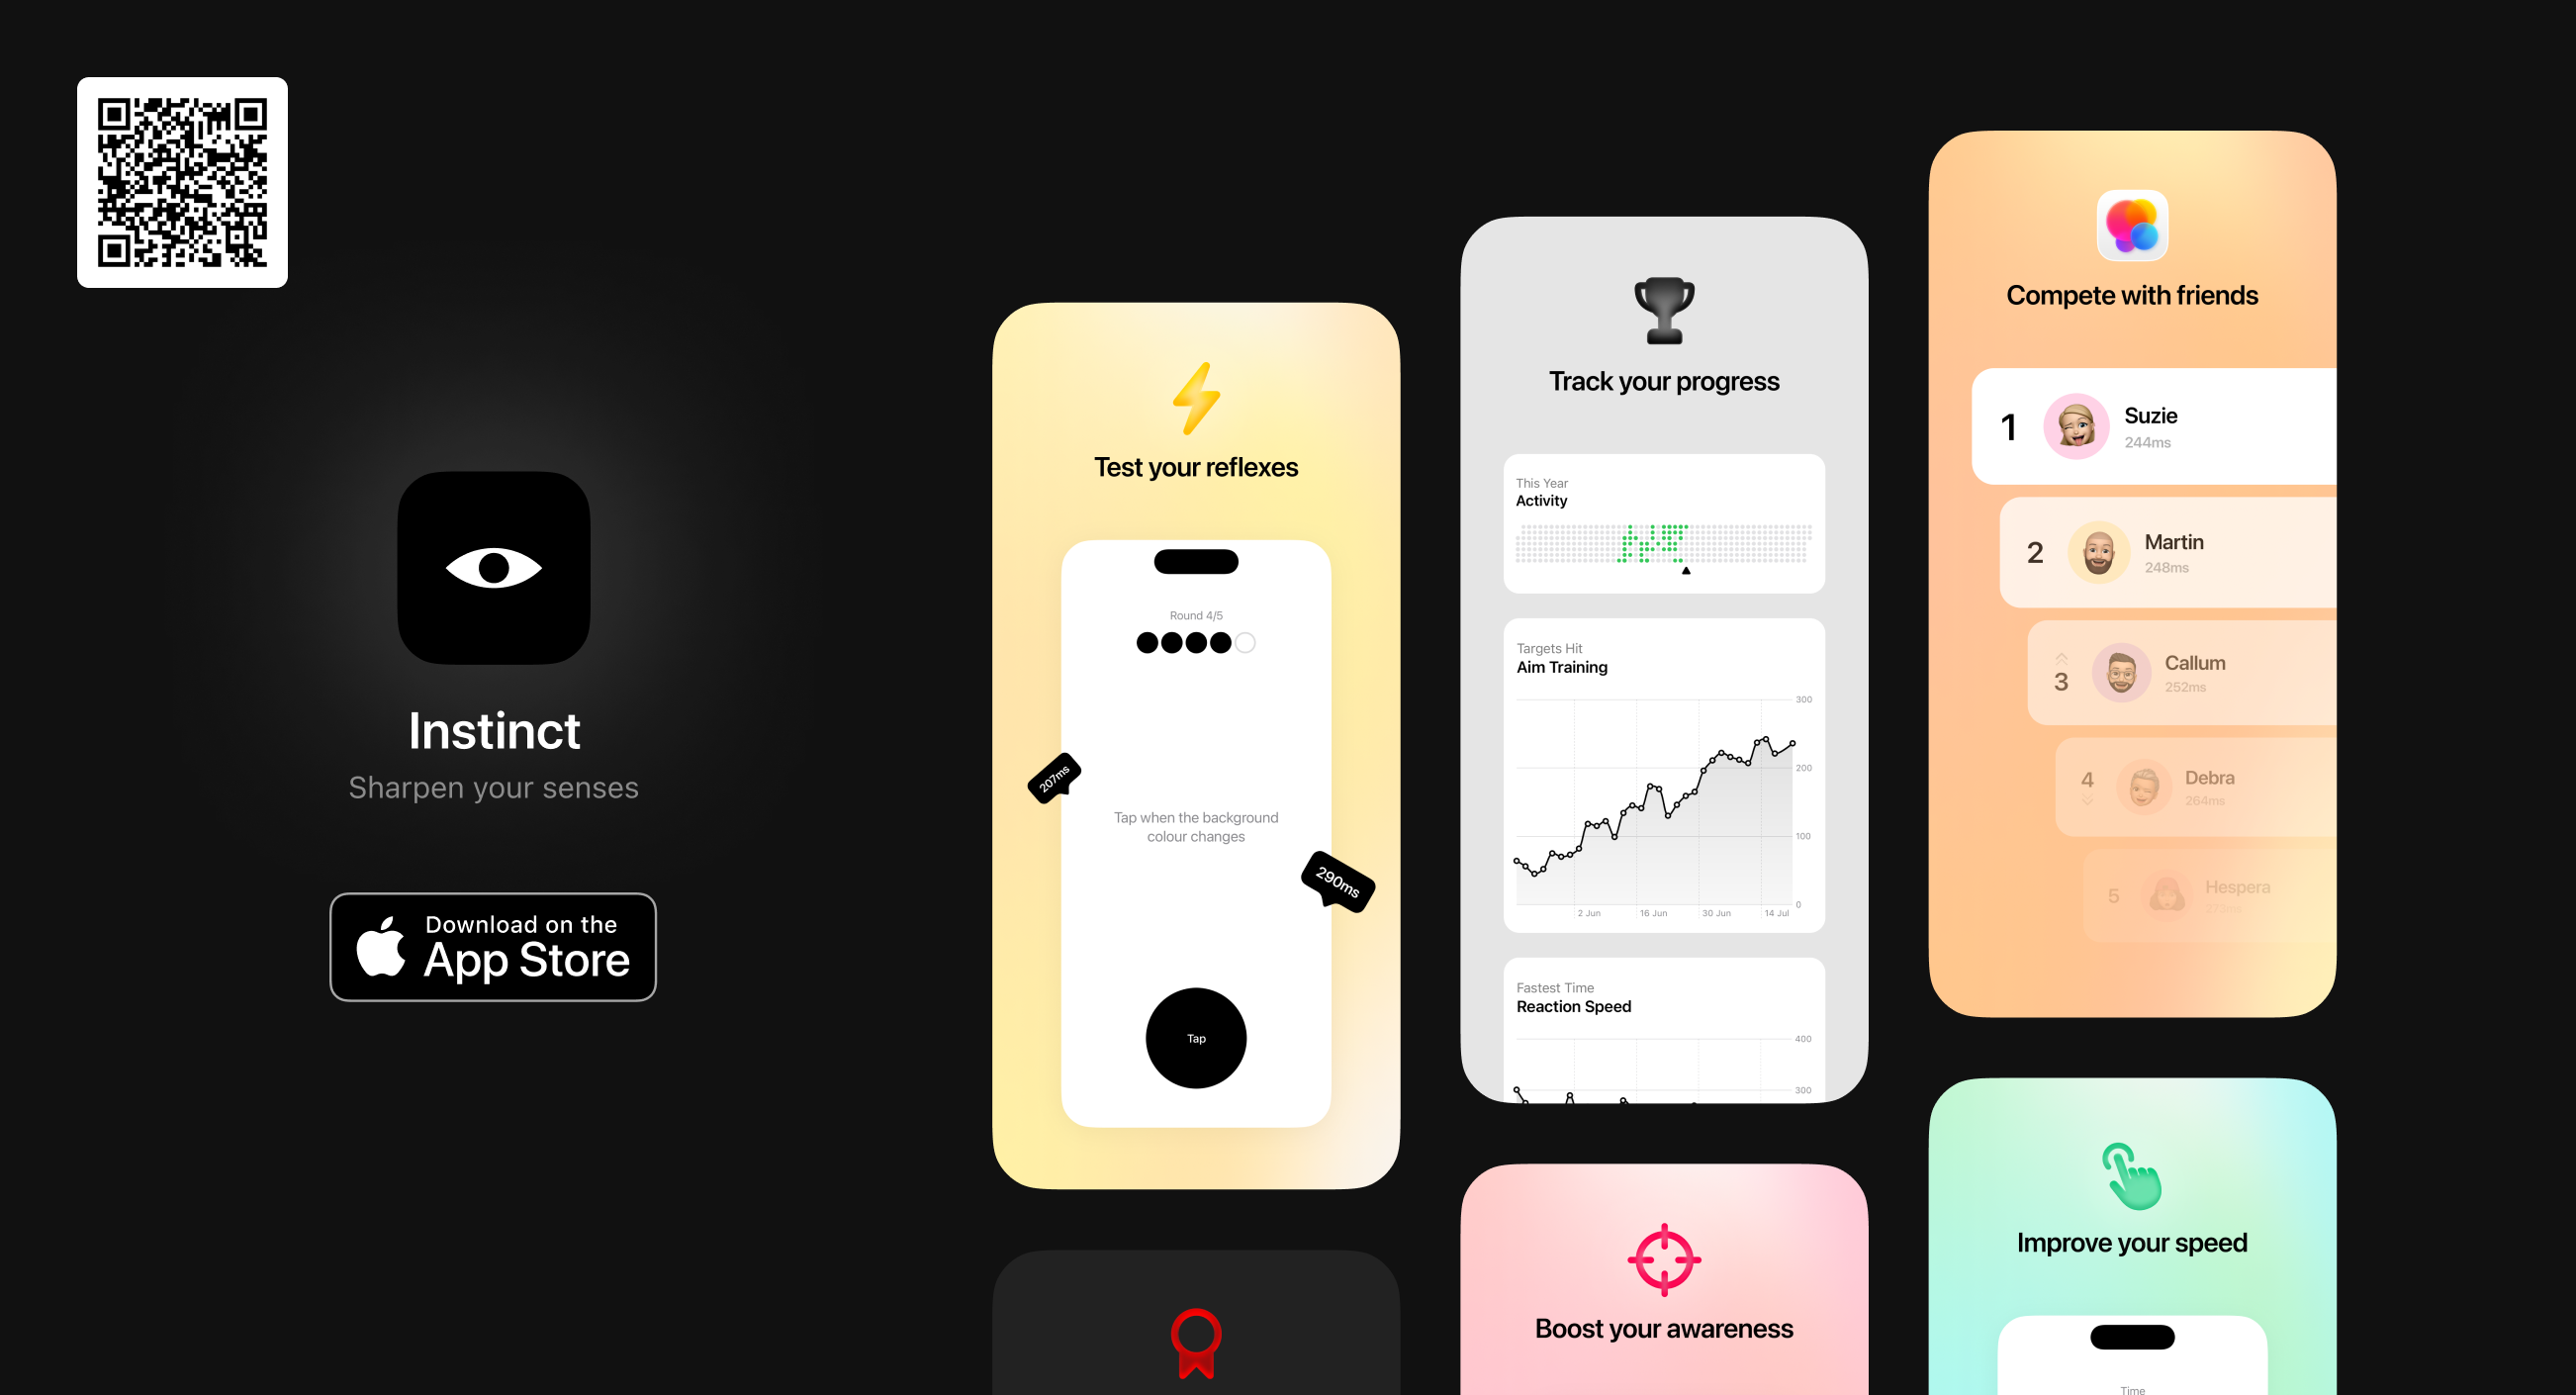 Instinct
Sharpen your senses
Download on the
App Store
Test your reflexes
Round 4/5
207ms
Tap when the background
colour changes
290ms
Tap
Track your progress
This Year
Activity
Targets Hit
Aim Training
300
200
100
0
2 Jun
16 Jun
30 Jun
14 Jul
Fastest Time
Reaction Speed
400
300
Boost your awareness
Compete with friends
1
Suzie
244ms
2
Martin
248ms
3
Callum
252ms
4
Debra
264ms
5
Hespera
272ms
Improve your speed
Time